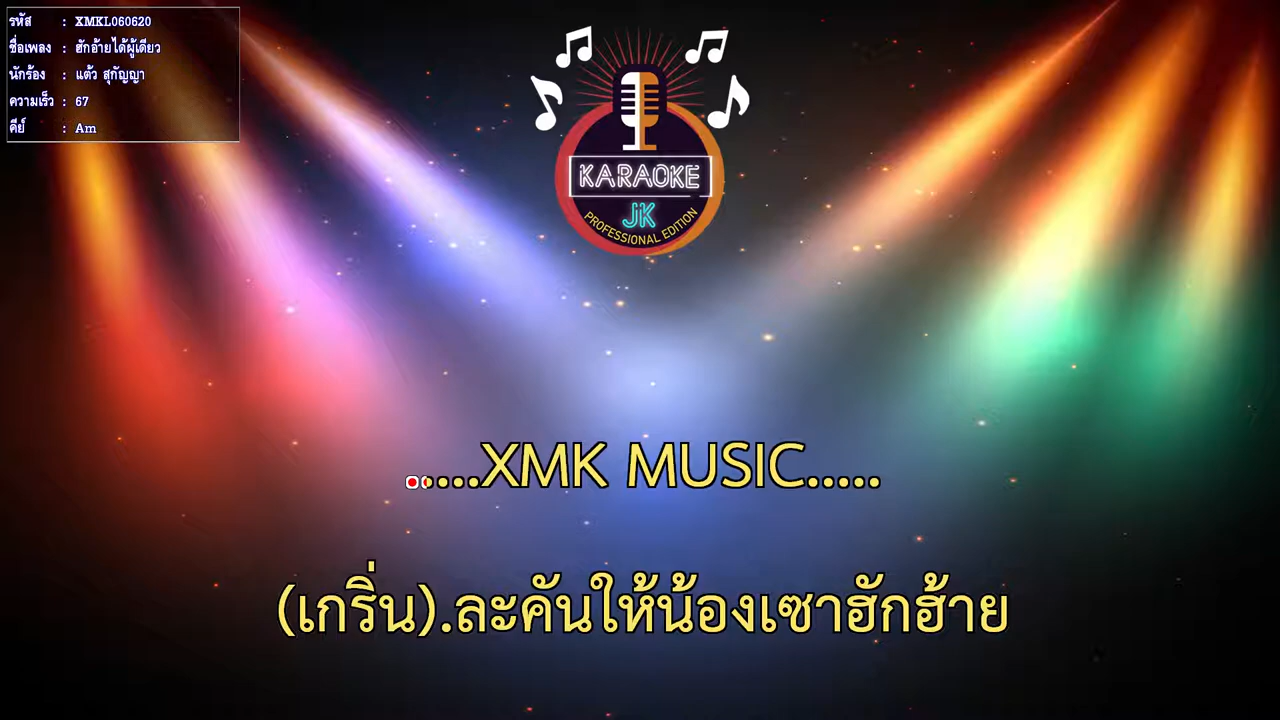 รหัส : XMKL060620
ชื่อเพลง : ฮักอ้ายได้ผู้เดียว
นักร้อง : แต้ว สุกัญญา
ความเร็ว : 67
คีย์ : Am
KARAOKE
JK
PROFESSIONAL EDITION
.....XMK MUSIC.....
(เกริ่น).ละคันให้น้องเซาฮักฮ้าย